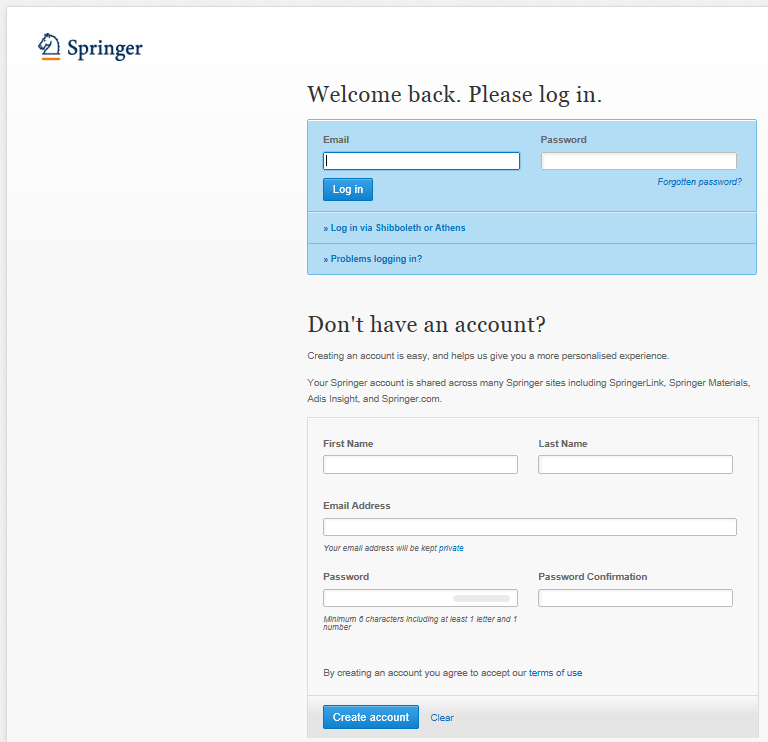 Springer
Welcome back. Please log in.
Email Password
Log in
Forgotten password?
» Log in via Shibboleth or Athens
» Problems logging in?
Don't have an account?
Creating an account is easy, and helps us give you a more personalised experience.
Your Springer account is shared across many Springer sites including SpringerLink, Springer Materials,
Adis Insight, and Springer.com.
First Name Last Name
Email Address
Your email address will be kept private
Password Password Confirmation
Minimum 6 characters including at least 1 letter and 1
number
By creating an account you agree to accept our terms of use
Create account Clear